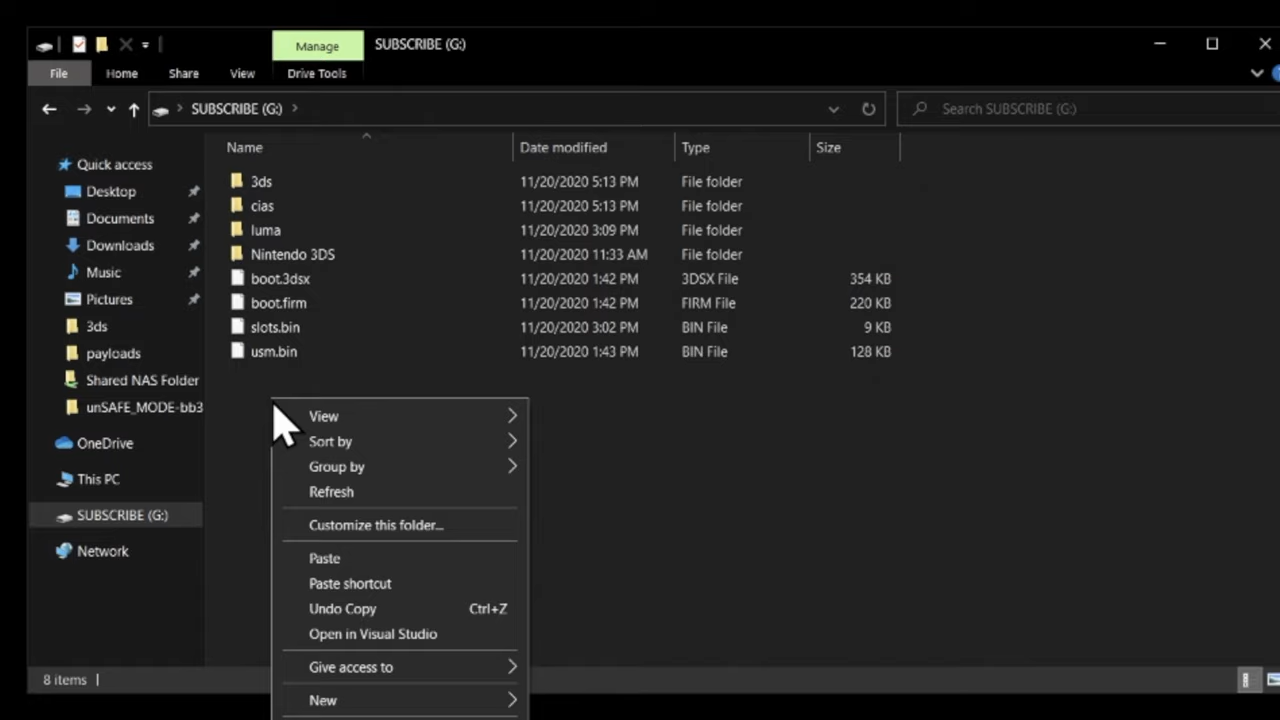 Manage
SUBSCRIBE (G:)
File
Home
Share
View
Drive Tools
SUBSCRIBE (G:)
Search SUBSCRIBE (G:)
Name
Date modified
Type
Size
Quick access
Desktop
Documents
Downloads
Music
Pictures
3ds
payloads
Shared NAS Folder
unSAFE_MODE-bb3
OneDrive
This PC
SUBSCRIBE (G:)
Network
3ds 11/20/2020 5:13 PM File folder
cias 11/20/2020 5:13 PM File folder
luma 11/20/2020 3:09 PM File folder
Nintendo 3DS 11/20/2020 11:33 AM File folder
boot.3dsx 11/20/2020 1:42 PM 3DSX File 354 KB
boot.firm 11/20/2020 1:42 PM FIRM File 220 KB
slots.bin 11/20/2020 3:02 PM BIN File 9 KB
usm.bin 11/20/2020 1:43 PM BIN File 128 KB
View
Sort by
Group by
Refresh
Customize this folder...
Paste
Paste shortcut
Undo Copy Ctrl+Z
Open in Visual Studio
Give access to
New
8 items